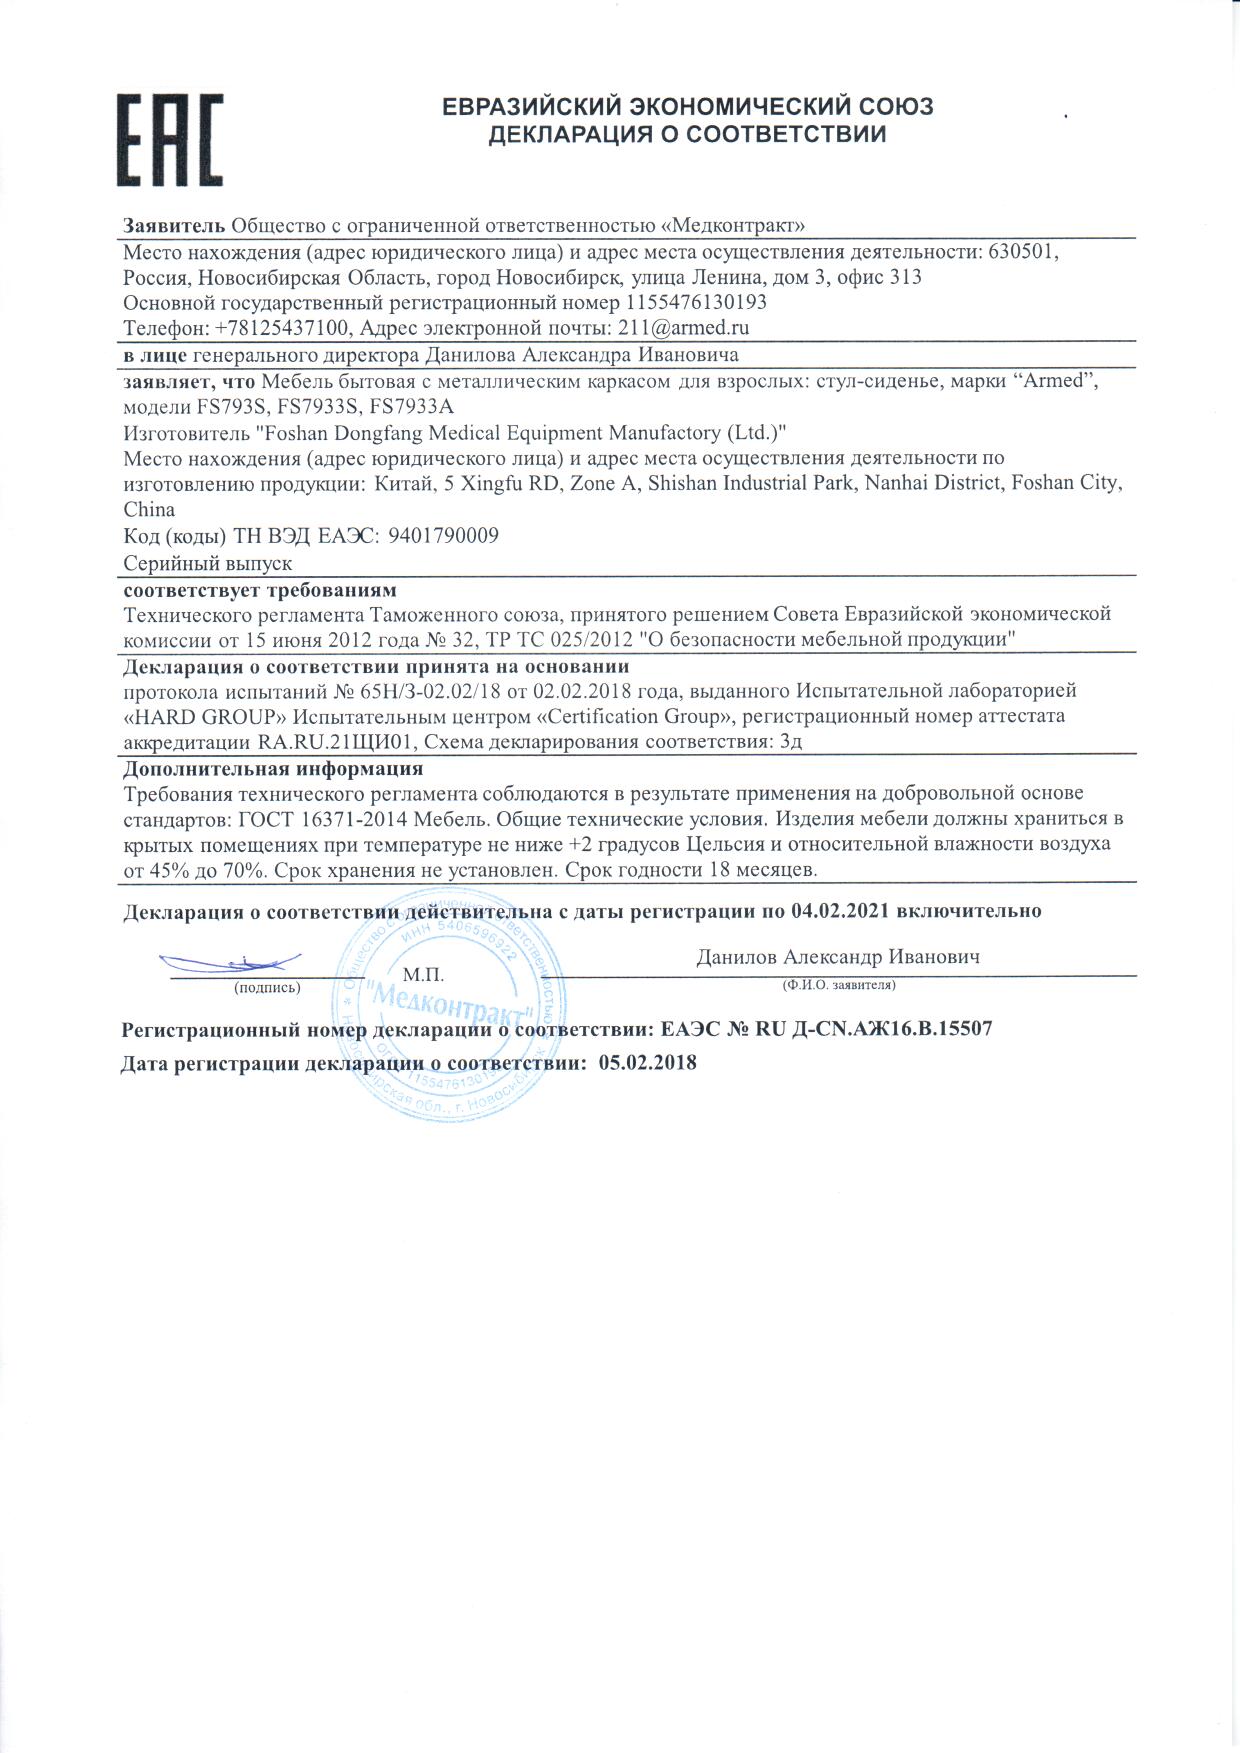 EAC
ЕВРАЗИЙСКИЙ ЭКОНОМИЧЕСКИЙ СОЮЗ
ДЕКЛАРАЦИЯ О СООТВЕТСТВИИ
Заявитель Общество с ограниченной ответственностью «Медконтракт»
Место нахождения (адрес юридического лица) и адрес места осуществления деятельности: 630501,
Россия, Новосибирская Область, город Новосибирск, улица Ленина, дом 3, офис 313
Основной государственный регистрационный номер 1155476130193
Телефон: +78125437100, Адрес электронной почты: 211@armed.ru
в лице генерального директора Данилова Александра Ивановича
заявляет, что Мебель бытовая с металлическим каркасом для взрослых: стул-сиденье, марки “Armed”,
модели FS793S, FS7933S, FS7933A
Изготовитель "Foshan Dongfang Medical Equipment Manufactory (Ltd.)"
Место нахождения (адрес юридического лица) и адрес места осуществления деятельности по
изготовлению продукции: Китай, 5 Xingfu RD, Zone A, Shishan Industrial Park, Nanhai District, Foshan City,
China
Код (коды) ТН ВЭД ЕАЭС: 9401790009
Серийный выпуск
соответствует требованиям
Технического регламента Таможенного союза, принятого решением Совета Евразийской экономической
комиссии от 15 июня 2012 года № 32, ТР ТС 025/2012 "О безопасности мебельной продукции"
Декларация о соответствии принята на основании
протокола испытаний № 65Н/З-02.02/18 от 02.02.2018 года, выданного Испытательной лабораторией
«HARD GROUP» Испытательным центром «Certification Group», регистрационный номер аттестата
аккредитации RA.RU.21ЩИ01, Схема декларирования соответствия: 3д
Дополнительная информация
Требования технического регламента соблюдаются в результате применения на добровольной основе
стандартов: ГОСТ 16371-2014 Мебель. Общие технические условия. Изделия мебели должны храниться в
крытых помещениях при температуре не ниже +2 градусов Цельсия и относительной влажности воздуха
от 45% до 70%. Срок хранения не установлен. Срок годности 18 месяцев.
Декларация о соответствии действительна с даты регистрации по 04.02.2021 включительно
Данилов Александр Иванович
М.П.
(подпись)
(Ф.И.О. заявителя)
Общество с ограниченной ответственностью
ИНН 5406596922
"Медконтракт"
Регистрационный номер декларации о соответствии: ЕАЭС № RU Д-CN.АЖ16.В.15507
Дата регистрации декларации о соответствии: 05.02.2018